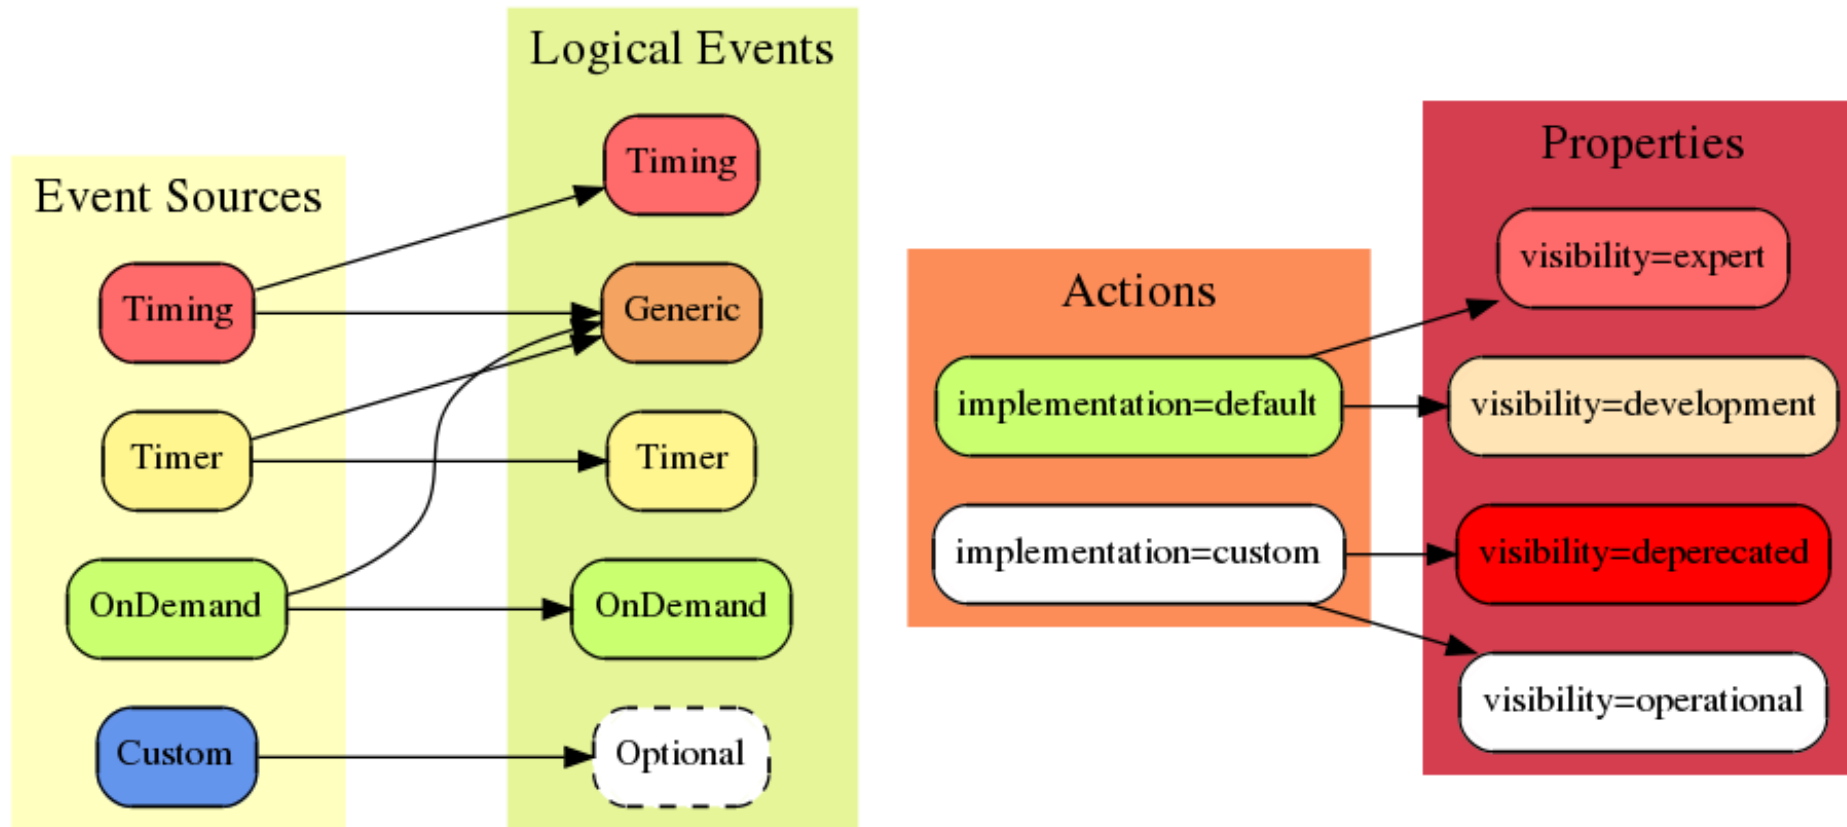 Event Sources
Timing
Timer
OnDemand
Custom
Logical Events
Timing
Generic
Timer
OnDemand
Optional
Actions
implementation=default
implementation=custom
Properties
visibility=expert
visibility=development
visibility=deperecated
visibility=operational